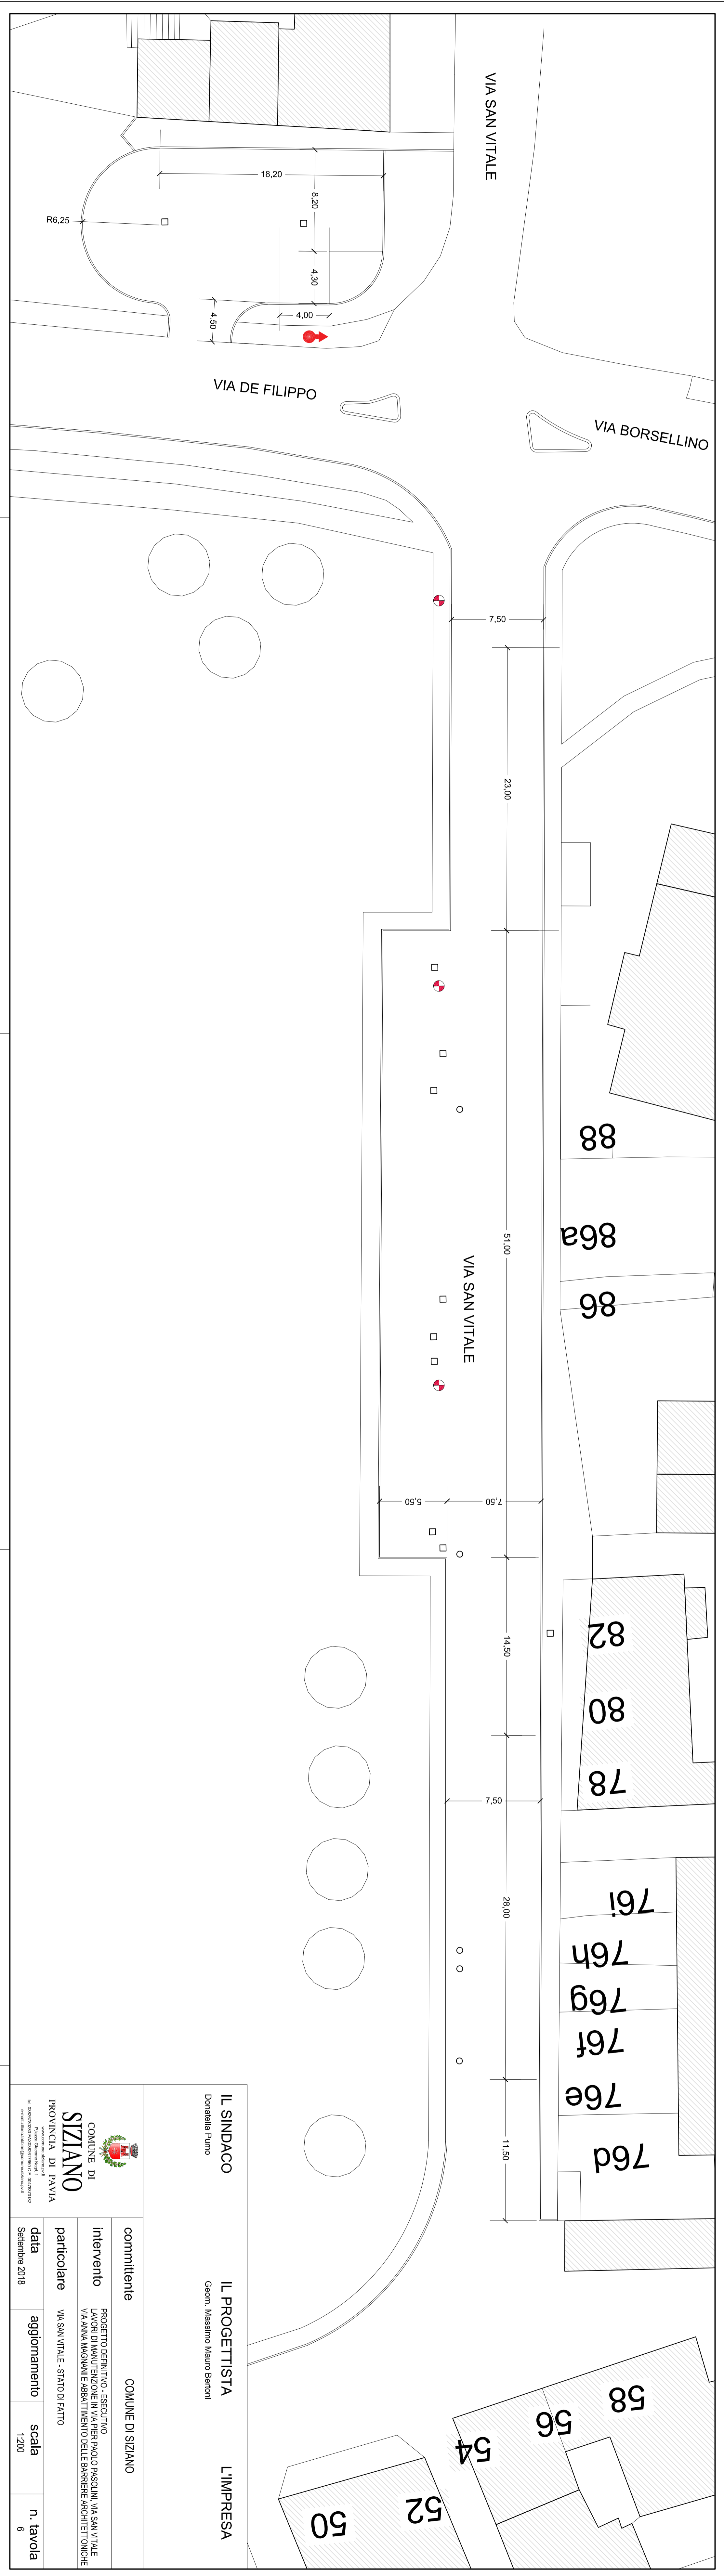 VIA SAN VITALE
18,20
8,20
R6,25
4,30
4,00
4,50
VIA DE FILIPPO
VIA BORSELLINO
7,50
23,00
88
51,00
86a
VIA SAN VITALE
86
5,50
7,50
82
14,50
80
78
7,50
28,00
76i
76h
76g
76f
76e
11,50
76d
58
56
54
52
50
IL SINDACO
Donatella Pumo
IL PROGETTISTA
Geom. Massimo Mauro Bertoni
L'IMPRESA
COMUNE DI
SIZIANO
PROVINCIA DI PAVIA
committente
COMUNE DI SIZIANO
intervento
PROGETTO DEFINITIVO - ESECUTIVO
LAVORI DI MANUTENZIONE IN VIA PIER PAOLO PASOLINI, VIA SAN VITALE
VIA ANNA MAGNANI E ABBATTIMENTO DELLE BARRIERE ARCHITETTONICHE
particolare
VIA SAN VITALE - STATO DI FATTO
data
Settembre 2018
aggiornamento
scala
1:200
n. tavola
6